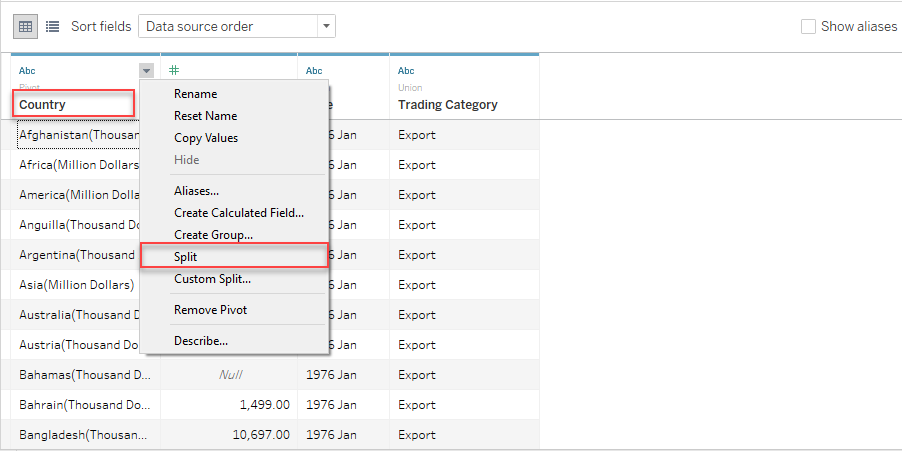 Sort fields Data source order Show aliases
Abc # Abc Abc
Pivot Union
Country e Trading Category
Afghanistan(Thousan 6 Jan Export
Africa(Million Dollars 6 Jan Export
America(Million Dolla 6 Jan Export
Anguilla(Thousand Do 6 Jan Export
Argentina(Thousand 6 Jan Export
Asia(Million Dollars) 6 Jan Export
Australia(Thousand D 6 Jan Export
Austria(Thousand Do 6 Jan Export
Bahamas(Thousand D... Null 1976 Jan Export
Bahrain(Thousand Do... 1,499.00 1976 Jan Export
Bangladesh(Thousan... 10,697.00 1976 Jan Export
Rename
Reset Name
Copy Values
Hide
Aliases...
Create Calculated Field...
Create Group...
Split
Custom Split...
Remove Pivot
Describe...